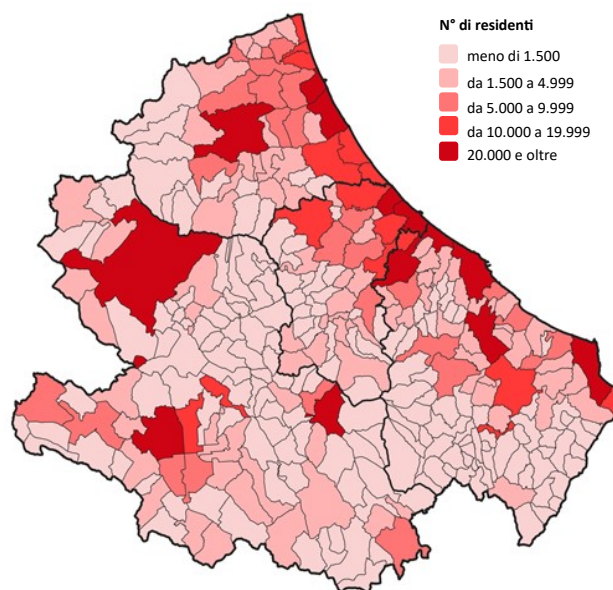 N° di residenti
meno di 1.500
da 1.500 a 4.999
da 5.000 a 9.999
da 10.000 a 19.999
20.000 e oltre